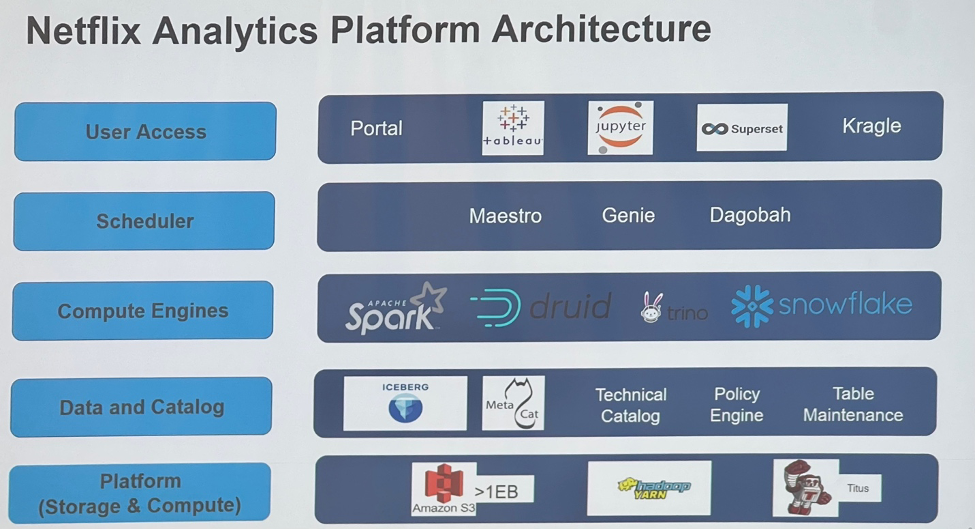 Netflix Analytics Platform Architecture
User Access
Portal
+ableau
jupyter
Superset
Kragle
Scheduler
Maestro
Genie
Dagobah
Compute Engines
APACHE
Spark
druid
trino
snowflake
Data and Catalog
ICEBERG
Meta
Cat
Technical
Catalog
Policy
Engine
Table
Maintenance
Platform
(Storage & Compute)
Amazon S3
>1EB
hadoop
YARN
T
Titus